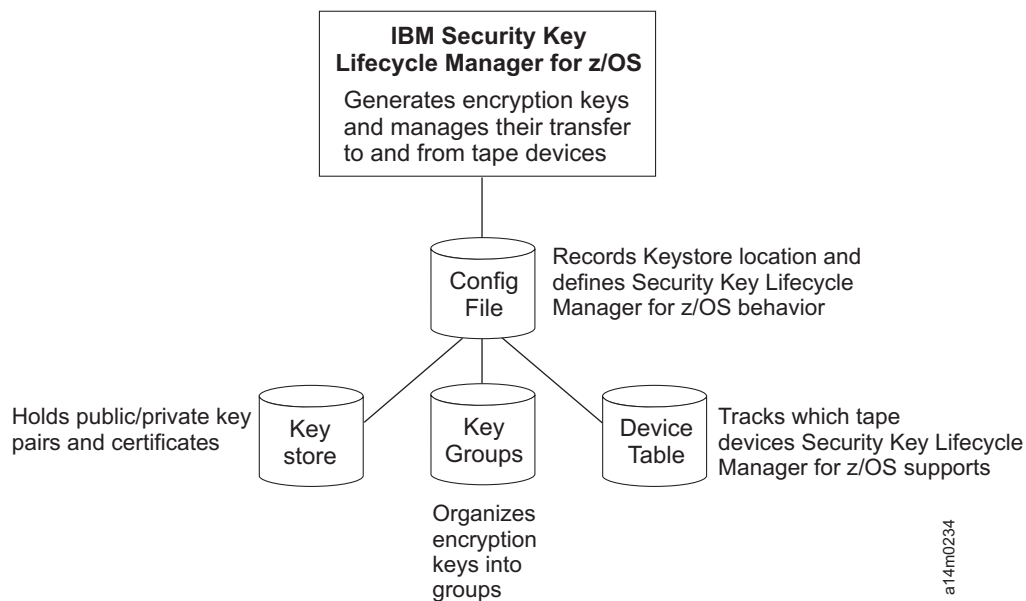 IBM Security Key
Lifecycle Manager for z/OS
Generates encryption keys
and manages their transfer
to and from tape devices
Config
File
Records Keystore location and
defines Security Key Lifecycle
Manager for z/OS behavior
Holds public/private key
pairs and certificates
Key
store
Key
Groups
Device
Table
Tracks which tape
devices Security Key Lifecycle
Manager for z/OS supports
Organizes
encryption
keys into
groups
a14m0234